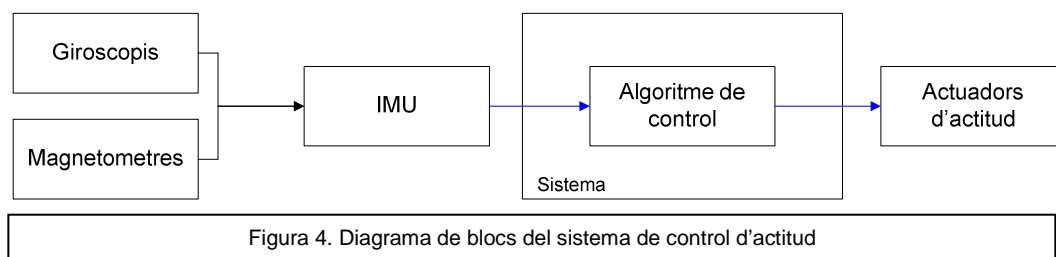 Giroscopis
Magnetometres
IMU
Algoritme de
control
Sistema
Actuadors
d’actitud
Figura 4. Diagrama de blocs del sistema de control d’actitud